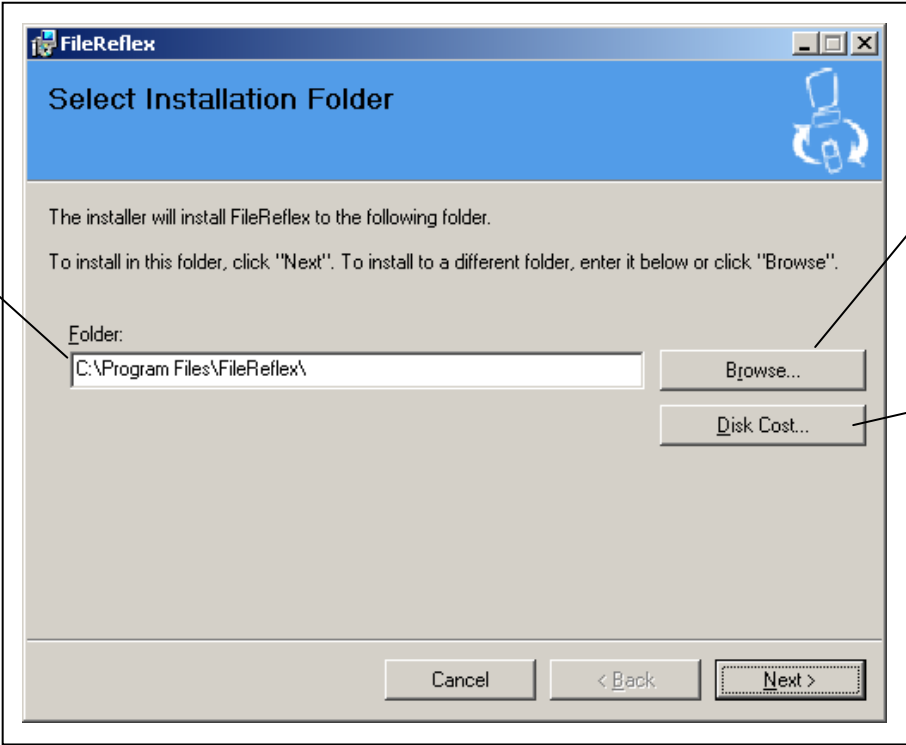 FileReflex
Select Installation Folder
The installer will install FileReflex to the following folder.
To install in this folder, click "Next". To install to a different folder, enter it below or click "Browse".
Folder:
C:\Program Files\FileReflex\
Browse...
Disk Cost...
Cancel
< Back
Next >